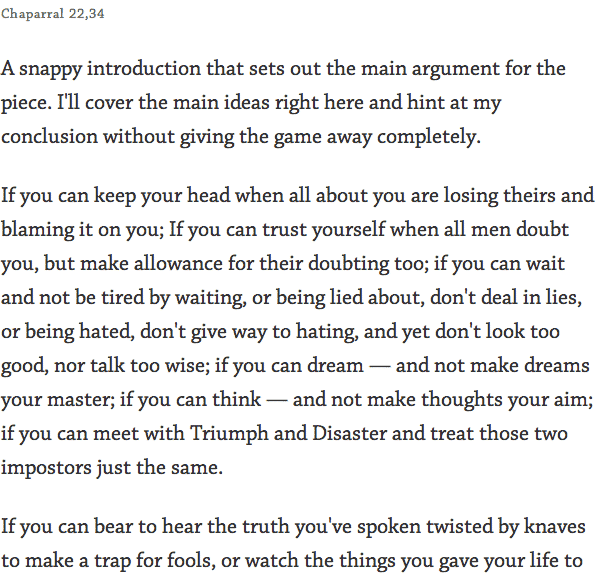 Chaparral 22,34
A snappy introduction that sets out the main argument for the
piece. I'll cover the main ideas right here and hint at my
conclusion without giving the game away completely.
If you can keep your head when all about you are losing theirs and
blaming it on you; If you can trust yourself when all men doubt
you, but make allowance for their doubting too; if you can wait
and not be tired by waiting, or being lied about, don't deal in lies,
or being hated, don't give way to hating, and yet don't look too
good, nor talk too wise; if you can dream — and not make dreams
your master; if you can think — and not make thoughts your aim;
if you can meet with Triumph and Disaster and treat those two
impostors just the same.
If you can bear to hear the truth you've spoken twisted by knaves
to make a trap for fools, or watch the things you gave your life to